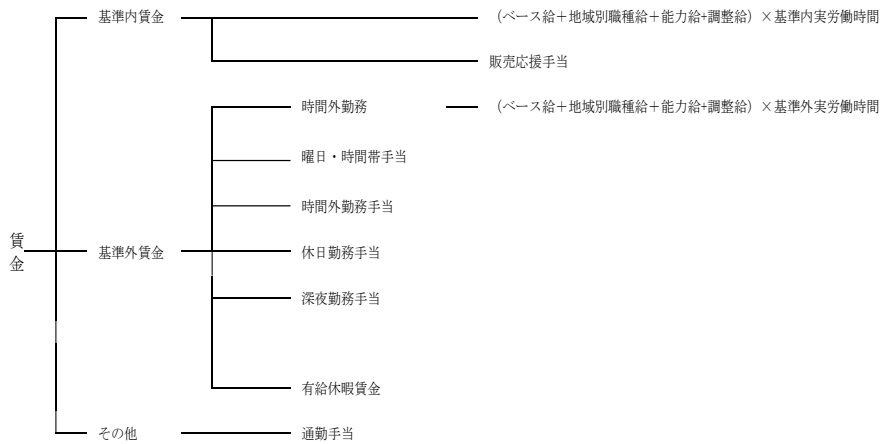 基準内賃金 （ベース給＋地域別職種給＋能力給+調整給）×基準内実労働時間
販売応援手当
時間外勤務 （ベース給＋地域別職種給＋能力給+調整給）×基準外実労働時間
曜日・時間帯手当
時間外勤務手当
賃金
基準外賃金 休日勤務手当
深夜勤務手当
有給休暇賃金
その他 通勤手当